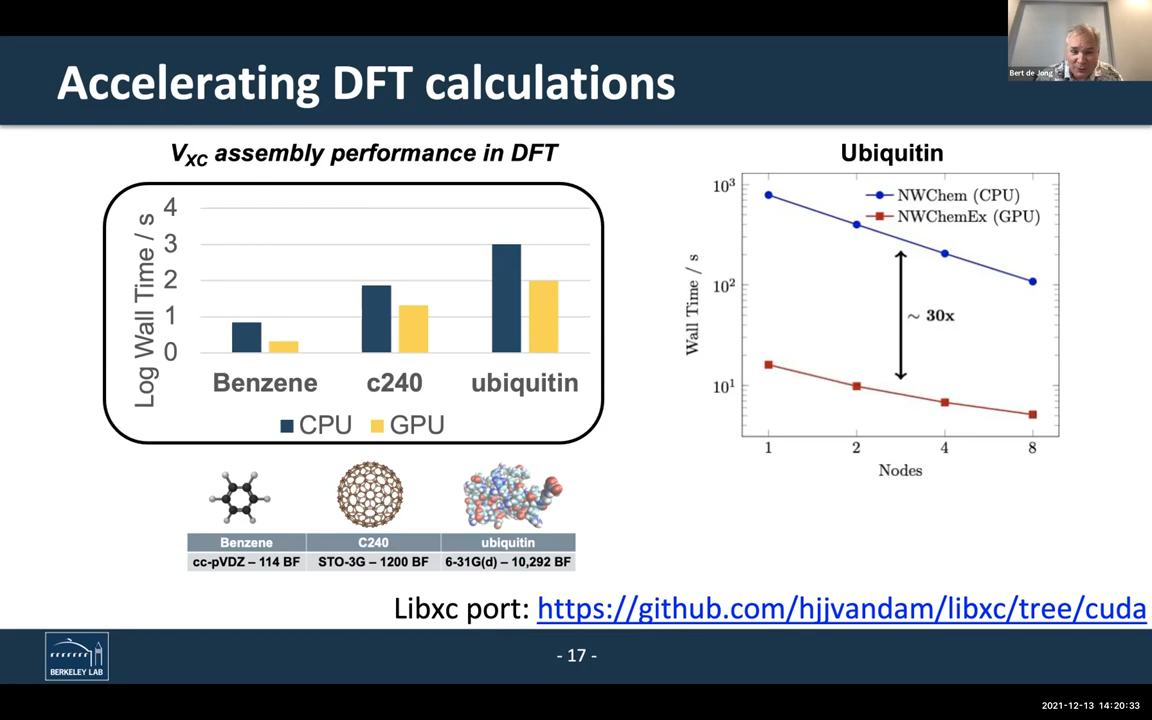 Bert de Jong
Accelerating DFT calculations
VXC assembly performance in DFT
Log Wall Time / s
4
3
2
1
0
Benzene c240 ubiquitin
CPU GPU
Benzene C240 ubiquitin
cc-pVDZ – 114 BF STO-3G – 1200 BF 6-31G(d) – 10,292 BF
Ubiquitin
Wall Time / s
10³
10²
10¹
NWChem (CPU)
NWChemEx (GPU)
~ 30x
1 2 4 8
Nodes
Libxc port: https://github.com/hjjvandam/libxc/tree/cuda
BERKELEY LAB
- 17 -
2021-12-13 14:20:33